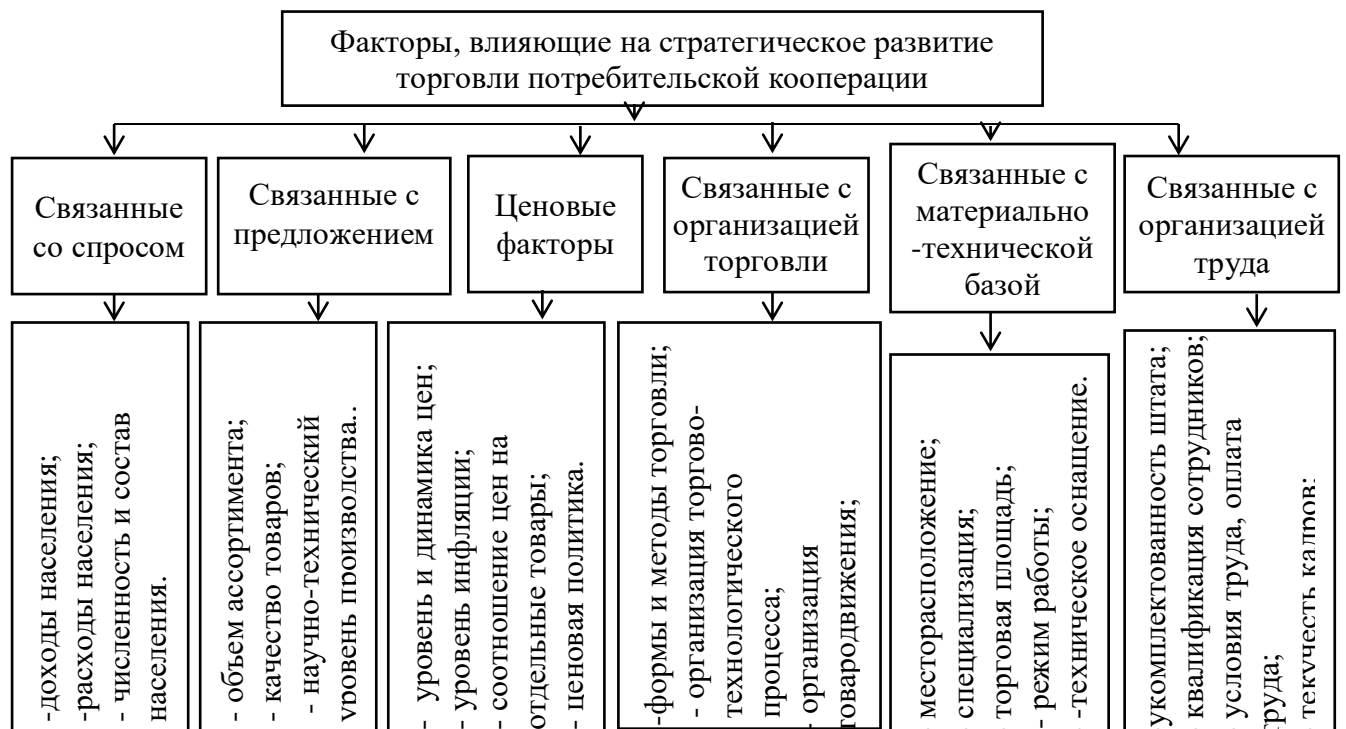 Факторы, влияющие на стратегическое развитие
торговли потребительской кооперации
Связанные
со спросом
Связанные с
предложением
Ценовые
факторы
Связанные с
организацией
торговли
Связанные с
материально
-технической
базой
Связанные с
организацией
труда
-доходы населения;
-расходы населения;
- численность и состав
населения.
- объем ассортимента;
- качество товаров;
- научно-технический
уровень производства..
- уровень и динамика цен;
- уровень инфляции;
- соотношение цен на
отдельные товары;
- ценовая политика.
-формы и методы торговли;
- организация торгово-
технологического
процесса;
- организация
товародвижения;
месторасположение;
специализация;
торговая площадь;
- режим работы;
-техническое оснащение.
укомплектованность штата;
квалификация сотрудников;
условия труда, оплата
труда;
текучесть кадров;